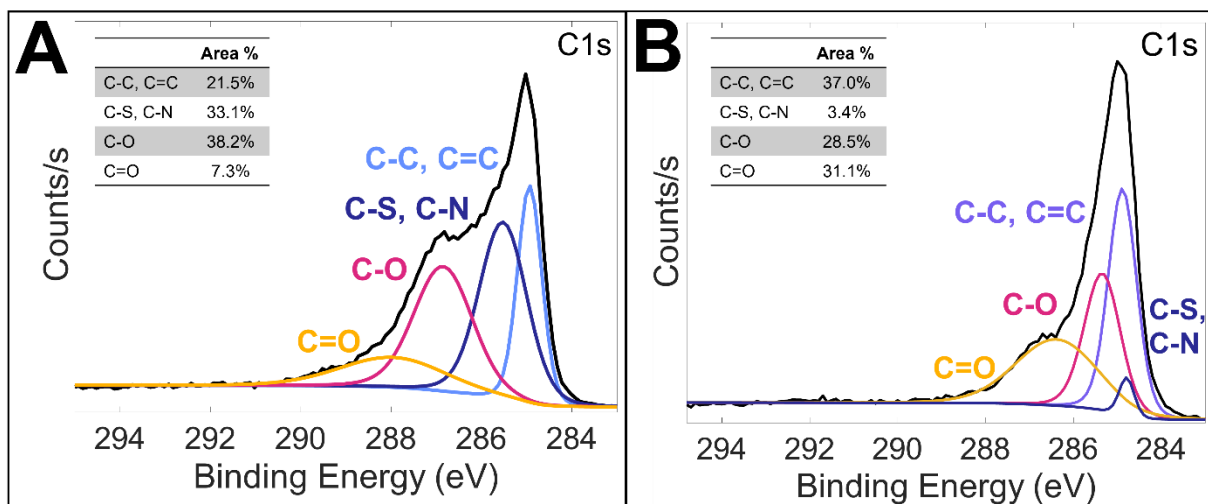 A
C1s
Area %
C-C, C=C 21.5%
C-S, C-N 33.1%
C-O 38.2%
C=O 7.3%
C-C, C=C
C-S, C-N
C-O
C=O
Counts/s
294 292 290 288 286 284
Binding Energy (eV)
B
C1s
Area %
C-C, C=C 37.0%
C-S, C-N 3.4%
C-O 28.5%
C=O 31.1%
C-C, C=C
C-O
C-S,
C-N
C=O
Counts/s
294 292 290 288 286 284
Binding Energy (eV)